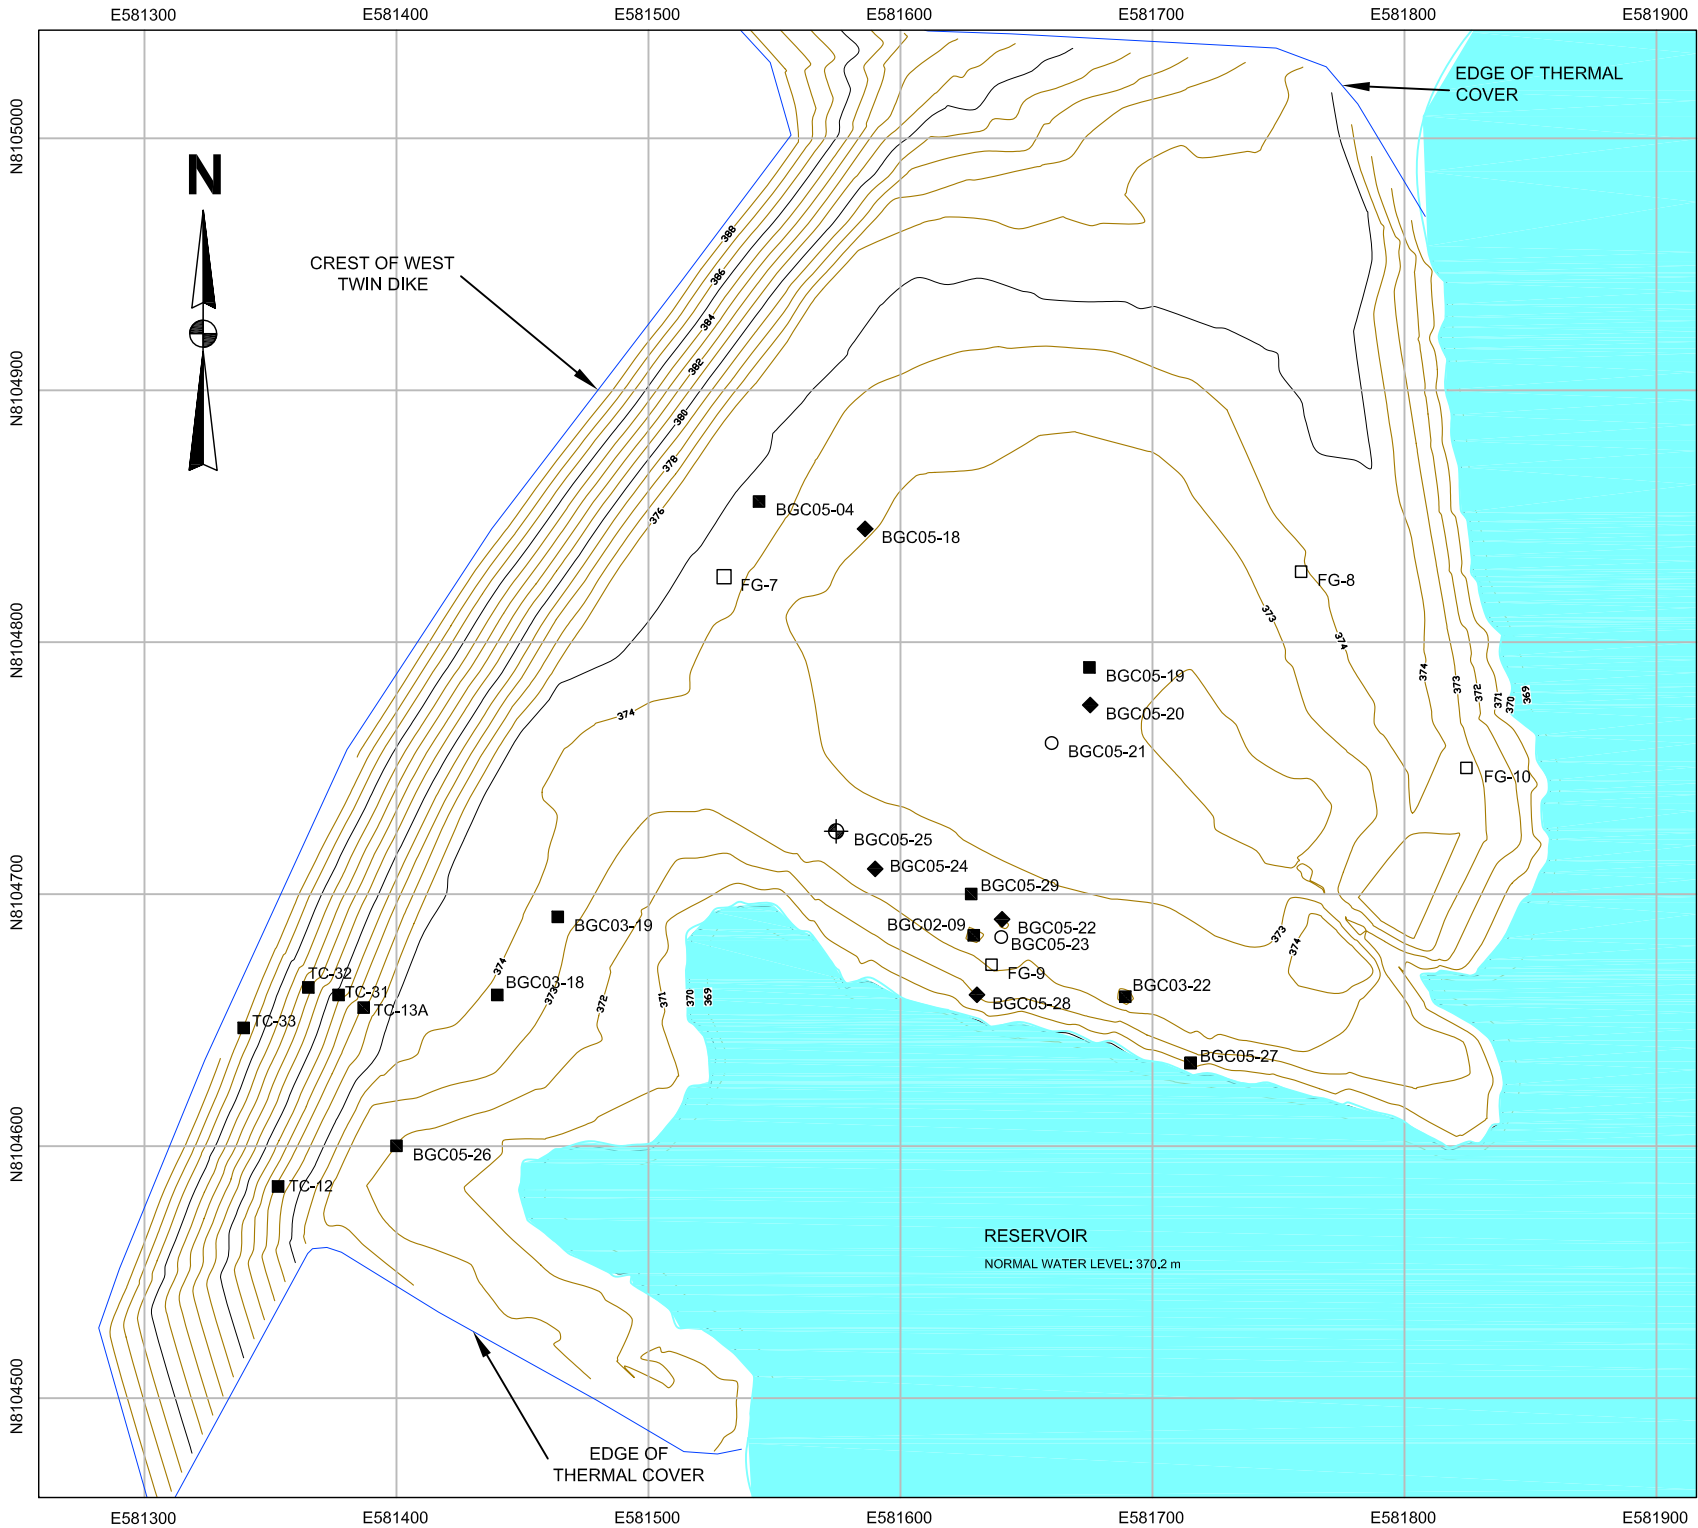 E581300 E581400 E581500 E581600 E581700 E581800 E581900
EDGE OF THERMAL
COVER
N8105000
N
388
CREST OF WEST
TWIN DIKE
386
384
382
N8104900
380
378
376
BGC05-04
BGC05-18
FG-7
FG-8
373
374
N8104800
BGC05-19
374
373
372
371
370
369
BGC05-20
374
BGC05-21
FG-10
BGC05-25
BGC05-24
N8104700
BGC05-29
BGC03-19
BGC02-09
BGC05-22
BGC05-23
373
374
374
FG-9
TC-32
BGC03-18
BGC03-22
TC-31
373
372
371
370
369
BGC05-28
TC-13A
TC-33
BGC05-27
N8104600
BGC05-26
TC-12
RESERVOIR
NORMAL WATER LEVEL: 370.2 m
N8104500
EDGE OF
THERMAL COVER
E581300 E581400 E581500 E581600 E581700 E581800 E581900